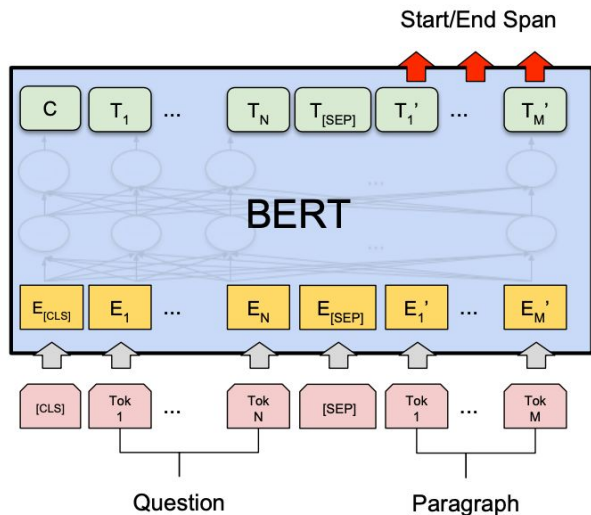 Start/End Span
C T1 ... TN T[SEP] T1' ... TM'
...
BERT
...
E[CLS] E1 ... EN E[SEP] E1' ... EM'
[CLS] Tok 1 ... Tok N [SEP] Tok 1 ... Tok M
Question Paragraph